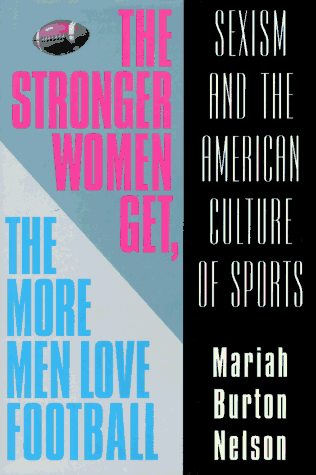 THE
STRONGER
WOMEN
GET,
THE
MORE
MEN LOVE
FOOTBALL
SEXISM
AND THE
AMERICAN
CULTURE
OF SPORTS
Mariah
Burton
Nelson